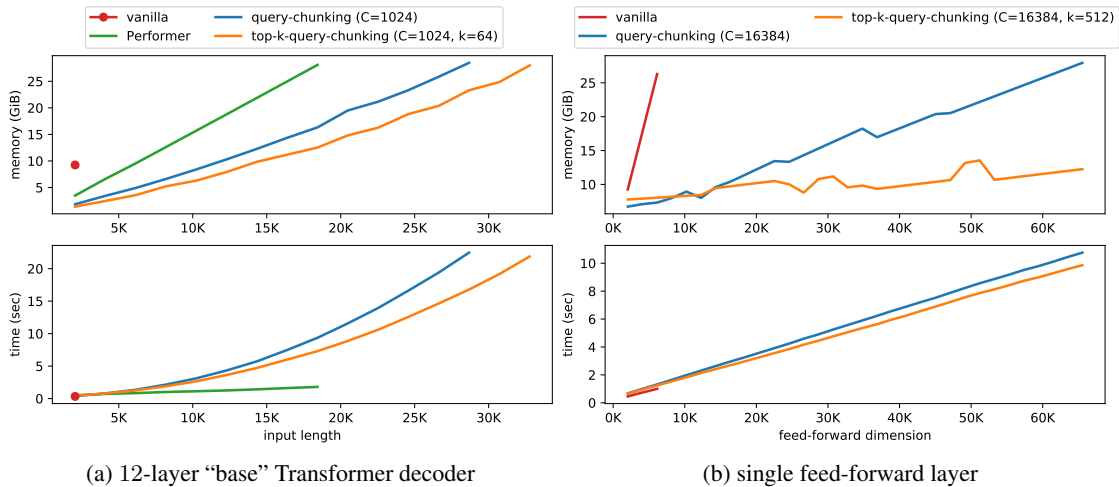 vanilla
Performer
query-chunking (C=1024)
top-k-query-chunking (C=1024, k=64)
memory (GiB)
25
20
15
10
5
5K 10K 15K 20K 25K 30K
time (sec)
20
15
10
5
0
5K 10K 15K 20K 25K 30K
input length
(a) 12-layer “base” Transformer decoder
vanilla
query-chunking (C=16384)
top-k-query-chunking (C=16384, k=512)
memory (GiB)
25
20
15
10
0K 10K 20K 30K 40K 50K 60K
time (sec)
10
8
6
4
2
0
0K 10K 20K 30K 40K 50K 60K
feed-forward dimension
(b) single feed-forward layer